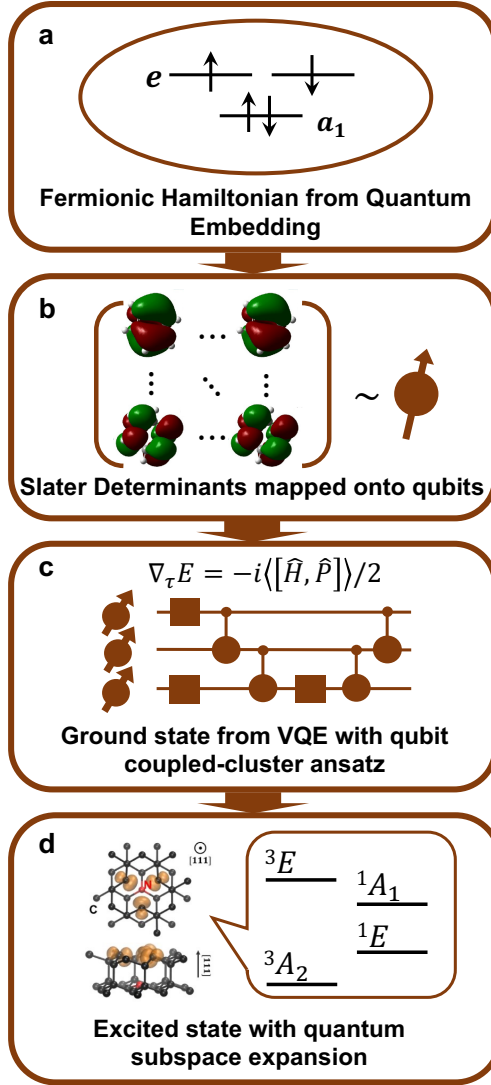 a
e
a₁
Fermionic Hamiltonian from Quantum
Embedding
b
... ...
⋮ ⋱ ⋮
... ~
Slater Determinants mapped onto qubits
c
∇_τE = −i⟨[Ĥ, P̂]⟩/2
Ground state from VQE with qubit
coupled-cluster ansatz
d
[111]
N
C
[111]
³E
¹A₁
¹E
³A₂
Excited state with quantum
subspace expansion